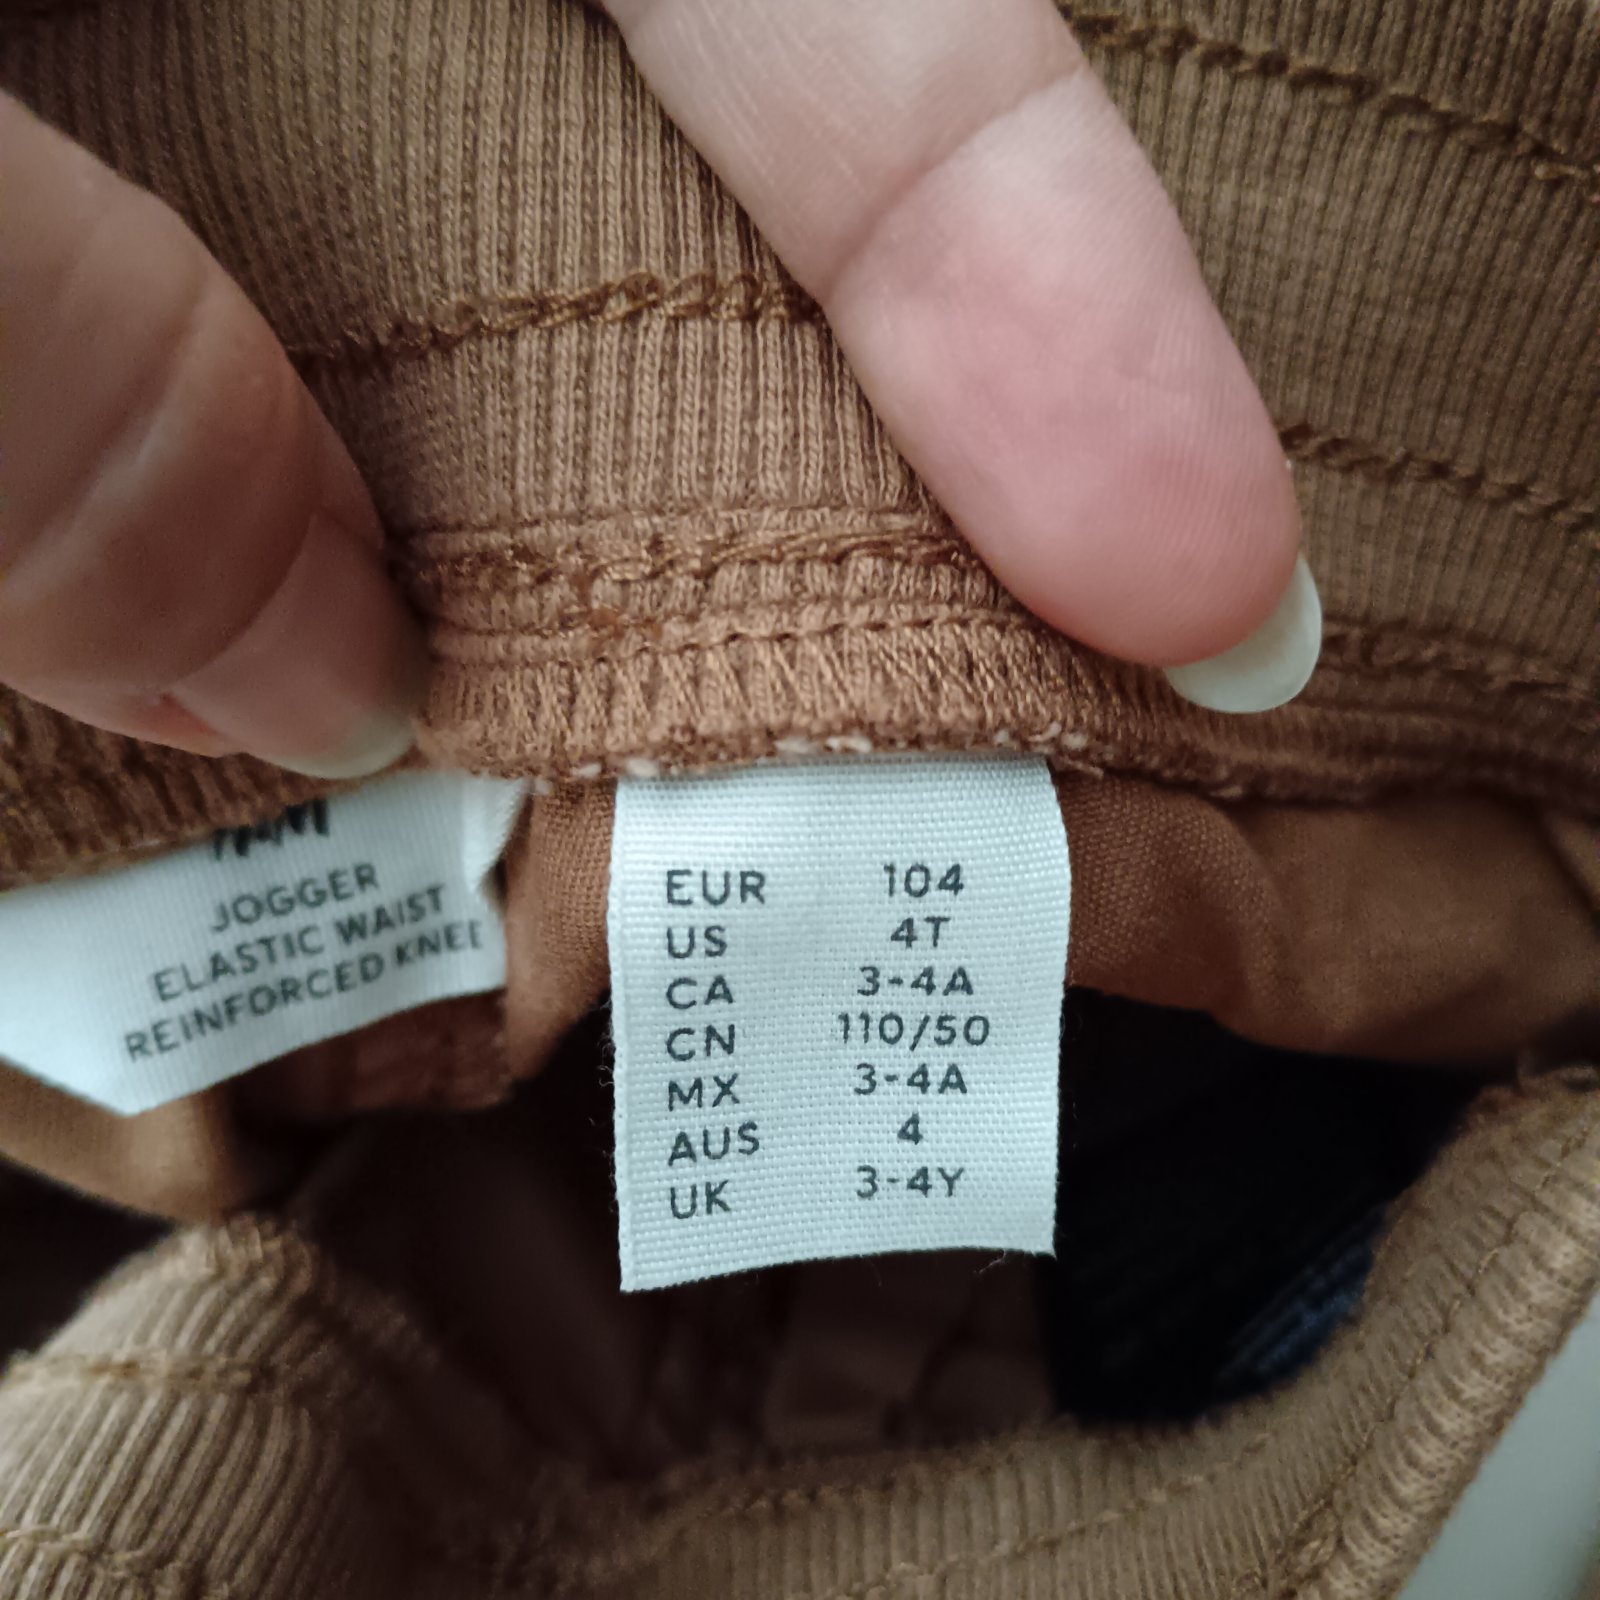 H&M
JOGGER
ELASTIC WAIST
REINFORCED KNEE
EUR 104
US 4T
CA 3-4A
CN 110/50
MX 3-4A
AUS 4
UK 3-4Y